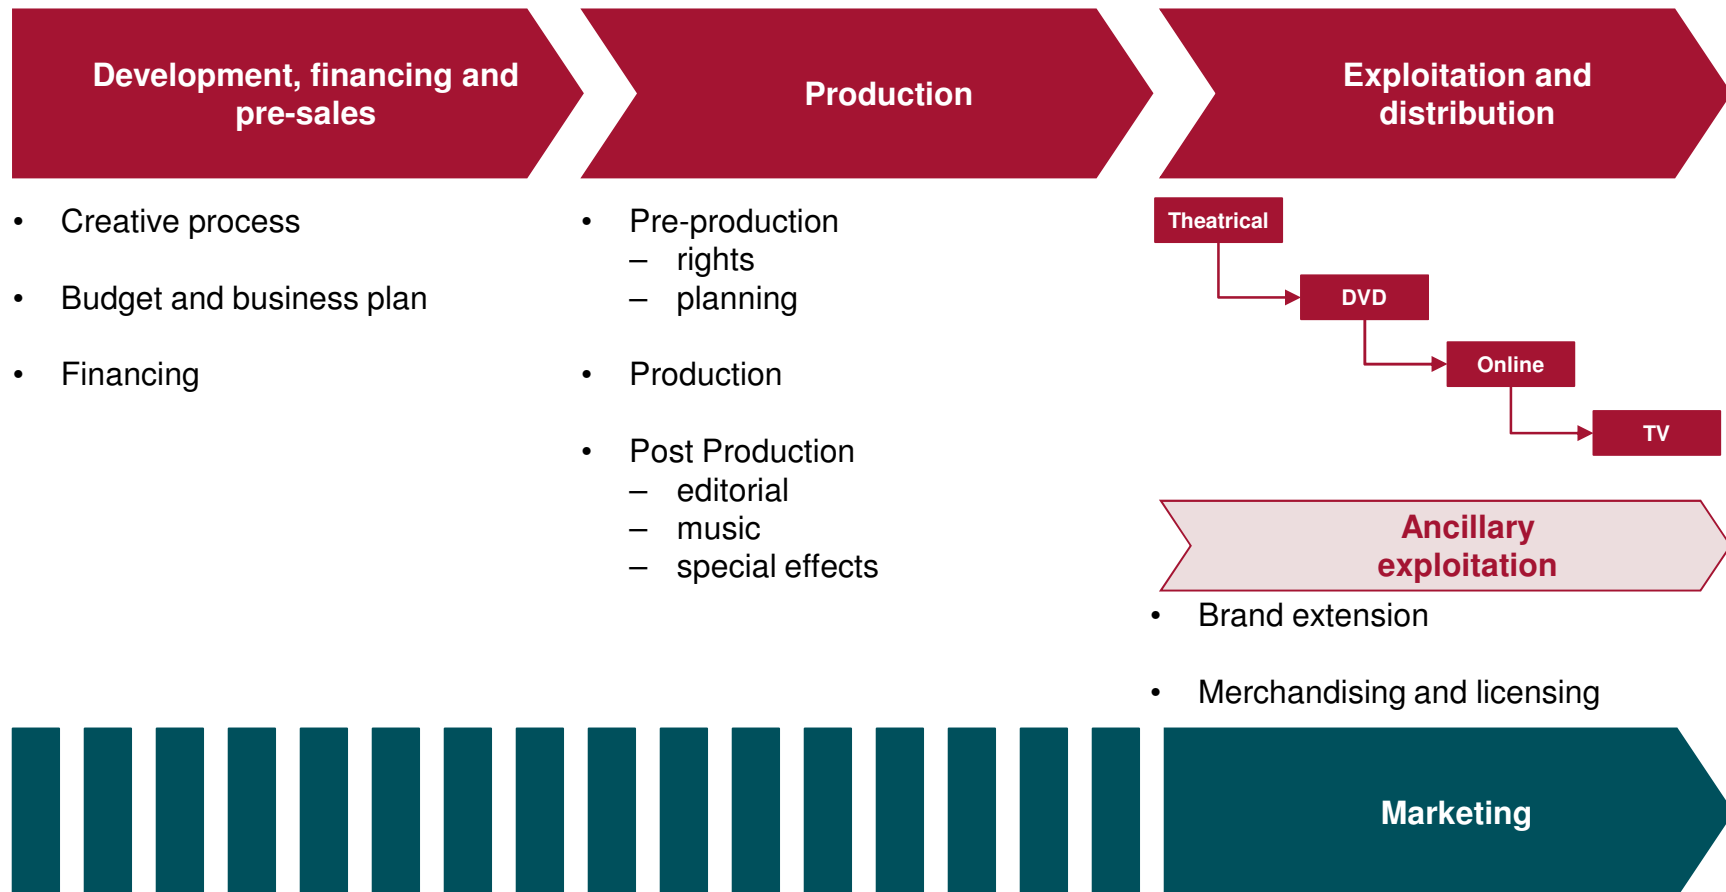 Development, financing and
pre-sales
Production
Exploitation and
distribution
• Creative process
• Budget and business plan
• Financing
• Pre-production
– rights
– planning
• Production
• Post Production
– editorial
– music
– special effects
Theatrical
DVD
Online
TV
Ancillary
exploitation
• Brand extension
• Merchandising and licensing
Marketing